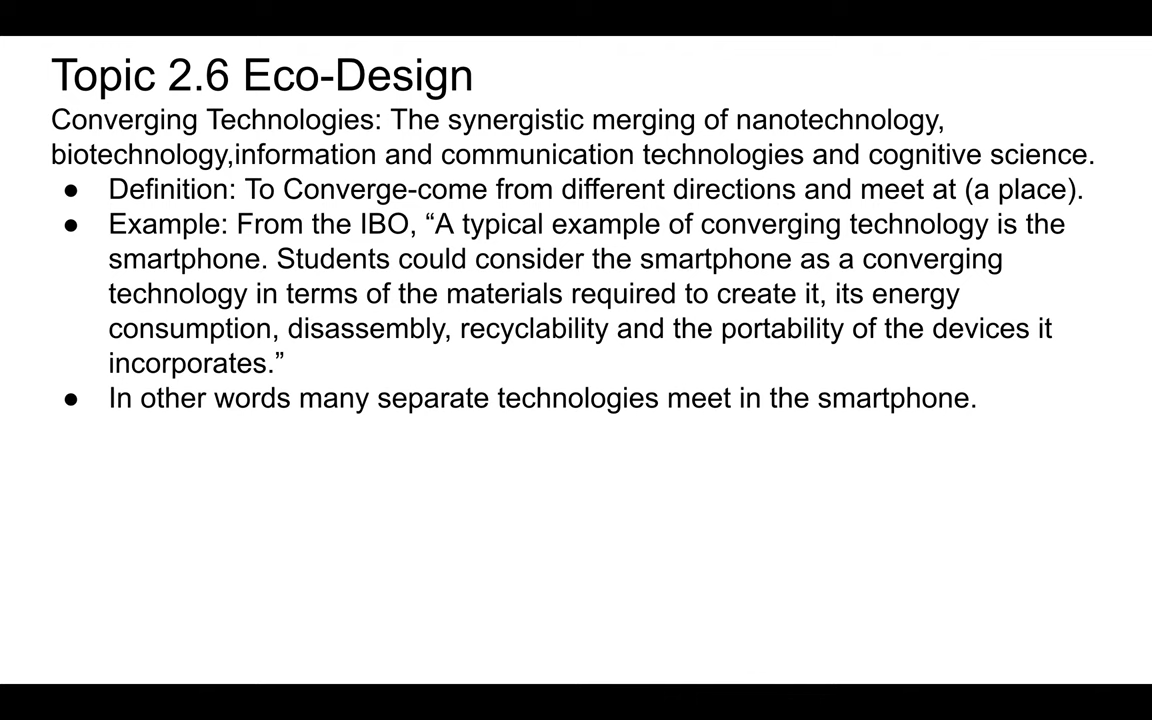 Topic 2.6 Eco-Design
Converging Technologies: The synergistic merging of nanotechnology,
biotechnology,information and communication technologies and cognitive science.
● Definition: To Converge-come from different directions and meet at (a place).
● Example: From the IBO, “A typical example of converging technology is the
smartphone. Students could consider the smartphone as a converging
technology in terms of the materials required to create it, its energy
consumption, disassembly, recyclability and the portability of the devices it
incorporates.”
● In other words many separate technologies meet in the smartphone.